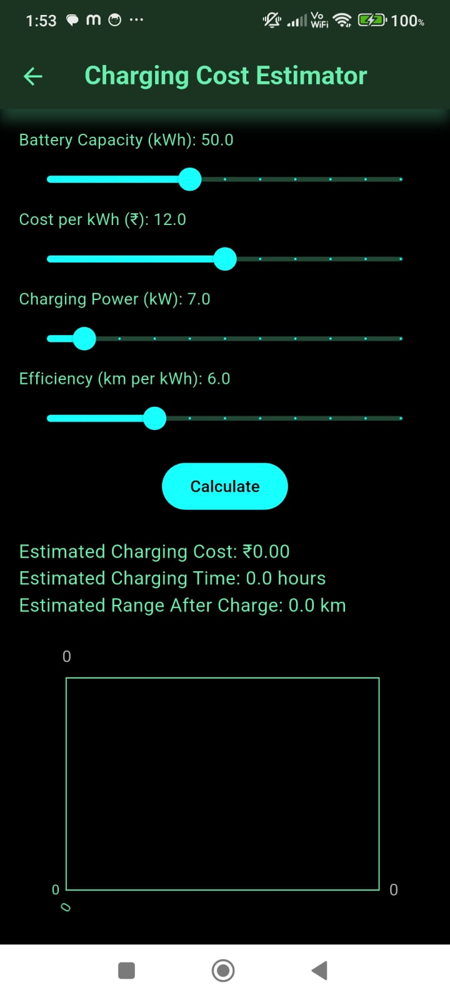 1:53 m ... Vo WiFi 100%
Charging Cost Estimator
Battery Capacity (kWh): 50.0
Cost per kWh (₹): 12.0
Charging Power (kW): 7.0
Efficiency (km per kWh): 6.0
Calculate
Estimated Charging Cost: ₹0.00
Estimated Charging Time: 0.0 hours
Estimated Range After Charge: 0.0 km
0
0 0
0